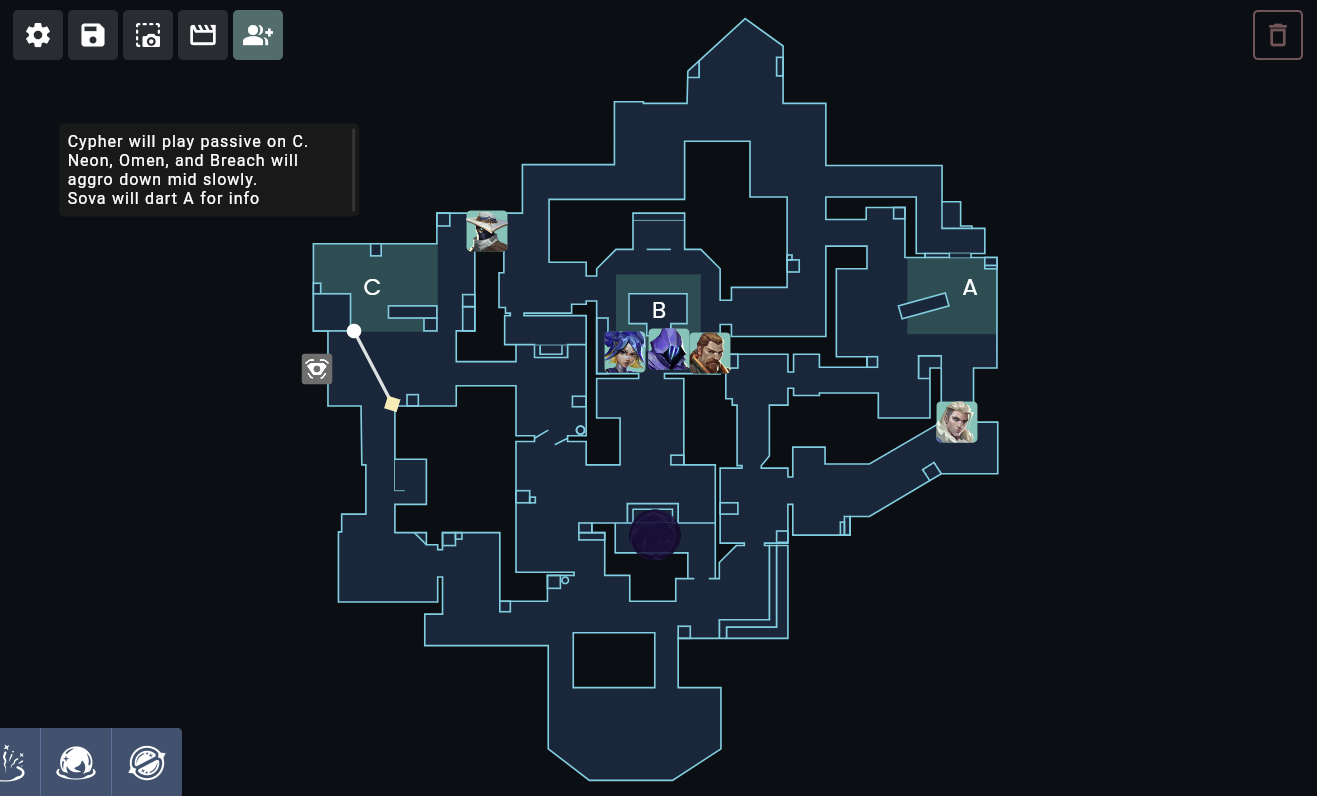 Cypher will play passive on C.
Neon, Omen, and Breach will
aggro down mid slowly.
Sova will dart A for info
C
B
A